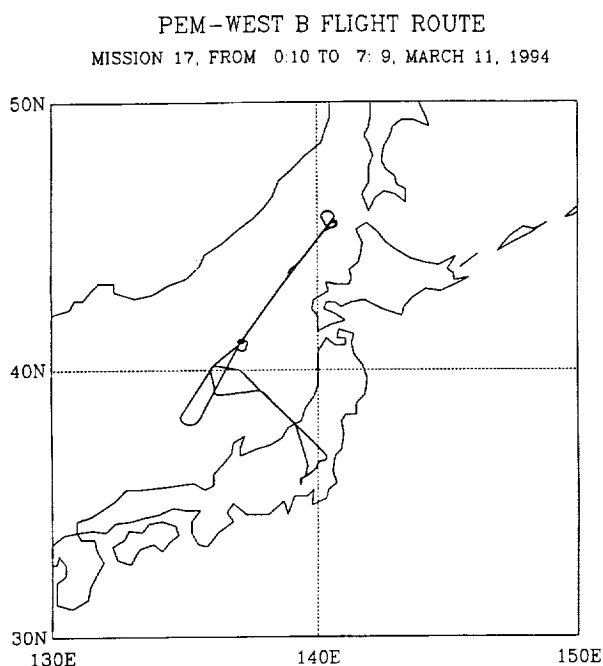 PEM-WEST B FLIGHT ROUTE
MISSION 17, FROM 0:10 TO 7: 9, MARCH 11, 1994
50N
40N
30N
130E 140E 150E